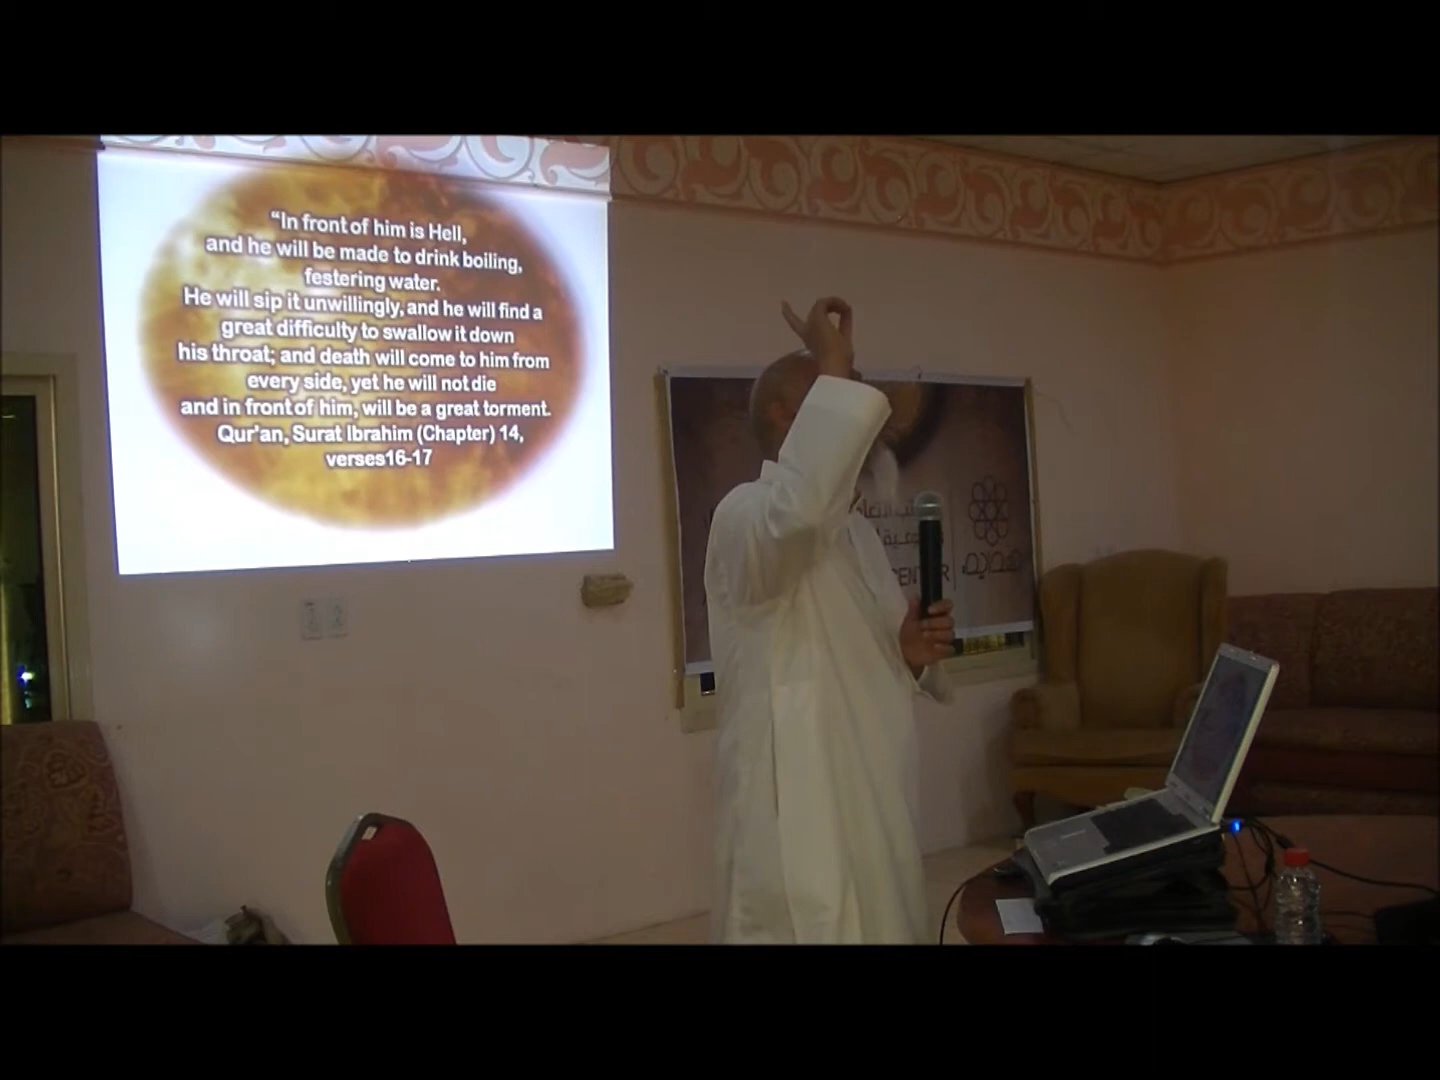 “In front of him is Hell,
and he will be made to drink boiling,
festering water.
He will sip it unwillingly, and he will find a
great difficulty to swallow it down
his throat; and death will come to him from
every side, yet he will not die
and in front of him, will be a great torment.
Qur'an, Surat Ibrahim (Chapter) 14,
verses16-17
CENTER